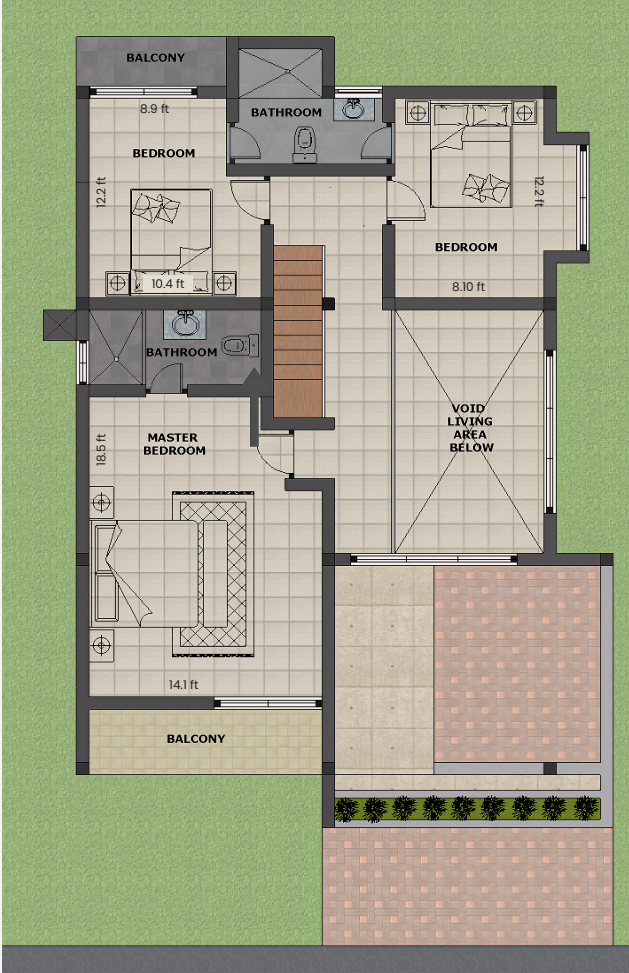 BALCONY
8.9 ft
BATHROOM
BEDROOM
12.2 ft
12.2 ft
BEDROOM
10.4 ft
8.10 ft
BATHROOM
VOID
LIVING
AREA
BELOW
MASTER
BEDROOM
18.5 ft
14.1 ft
BALCONY